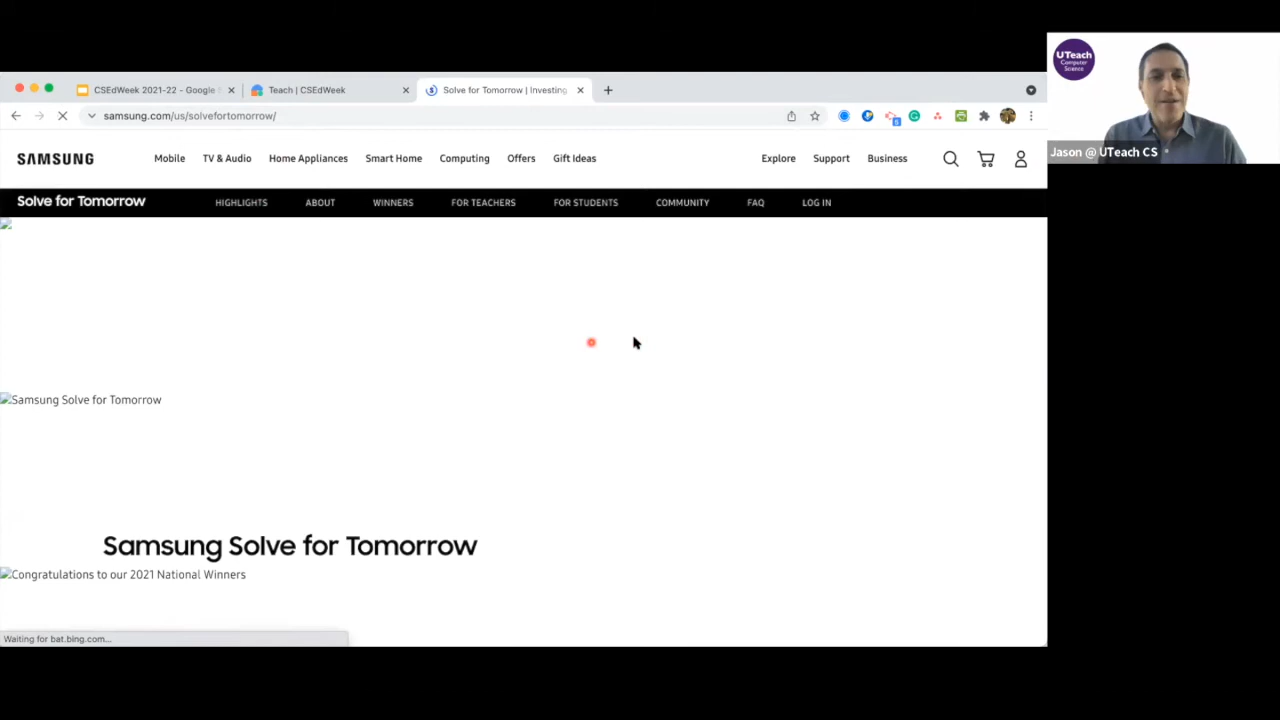 UTeach
Computer
Science
Jason @ UTeach CS
CSEdWeek 2021-22 - Google S
Teach | CSEdWeek
Solve for Tomorrow | Investing
samsung.com/us/solvefortomorrow/
SAMSUNG Mobile TV & Audio Home Appliances Smart Home Computing Offers Gift Ideas Explore Support Business
Solve for Tomorrow HIGHLIGHTS ABOUT WINNERS FOR TEACHERS FOR STUDENTS COMMUNITY FAQ LOG IN
Samsung Solve for Tomorrow
Samsung Solve for Tomorrow
Congratulations to our 2021 National Winners
Waiting for bat.bing.com...